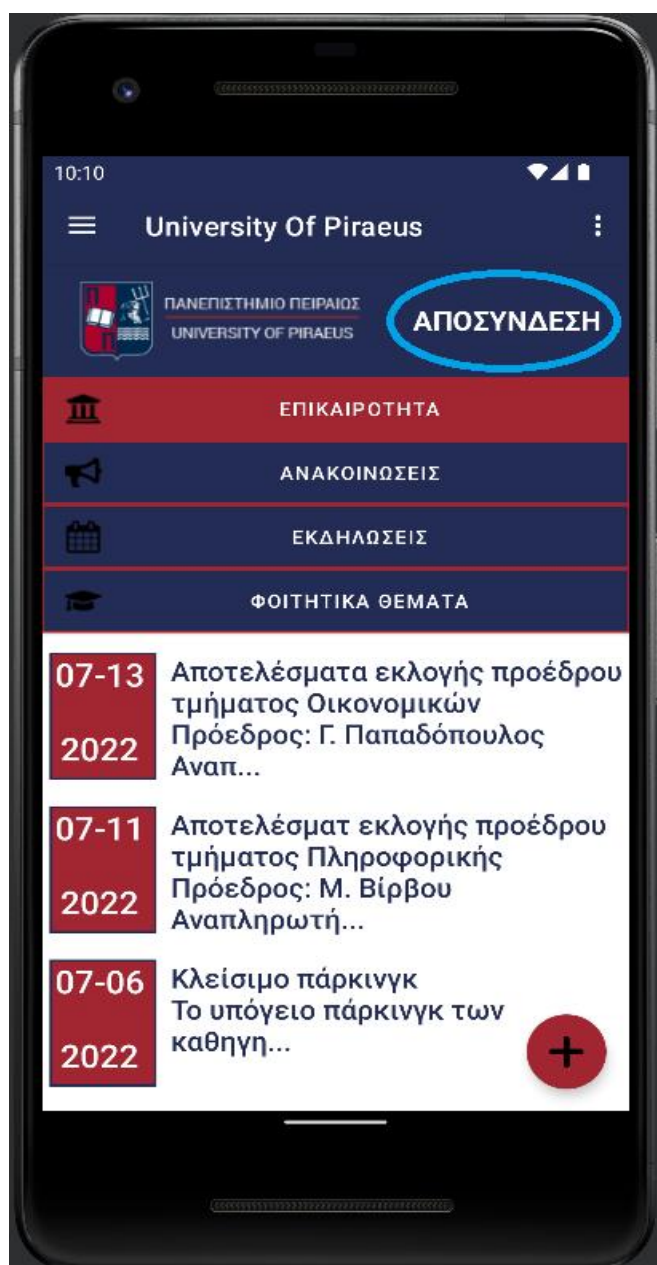 10:10
University Of Piraeus
ΠΑΝΕΠΙΣΤΗΜΙΟ ΠΕΙΡΑΙΩΣ
UNIVERSITY OF PIRAEUS
ΑΠΟΣΥΝΔΕΣΗ
ΕΠΙΚΑΙΡΟΤΗΤΑ
ΑΝΑΚΟΙΝΩΣΕΙΣ
ΕΚΔΗΛΩΣΕΙΣ
ΦΟΙΤΗΤΙΚΑ ΘΕΜΑΤΑ
07-13
2022
Αποτελέσματα εκλογής προέδρου
τμήματος Οικονομικών
Πρόεδρος: Γ. Παπαδόπουλος
Αναπ...
07-11
2022
Αποτελέσματ εκλογής προέδρου
τμήματος Πληροφορικής
Πρόεδρος: Μ. Βίρβου
Αναπληρωτή...
07-06
2022
Κλείσιμο πάρκινγκ
Το υπόγειο πάρκινγκ των
καθηγη...